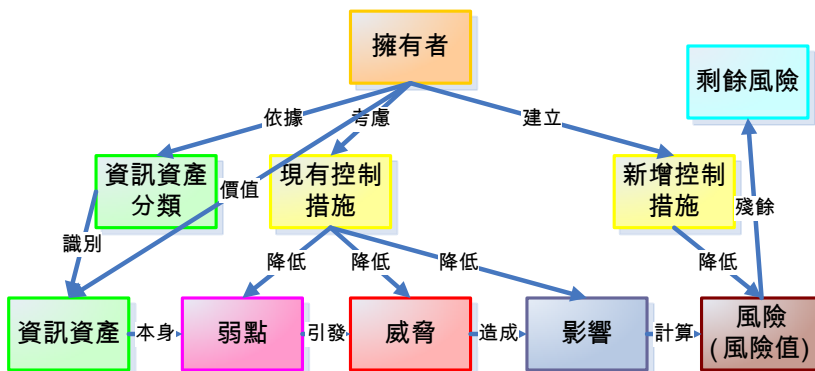 擁有者
剩餘風險
依據
考慮
建立
資訊資產
分類
價值
現有控制
措施
新增控制
措施
殘餘
識別
降低
降低
降低
降低
資訊資產
本身
弱點
引發
威脅
造成
影響
計算
風險
(風險值)